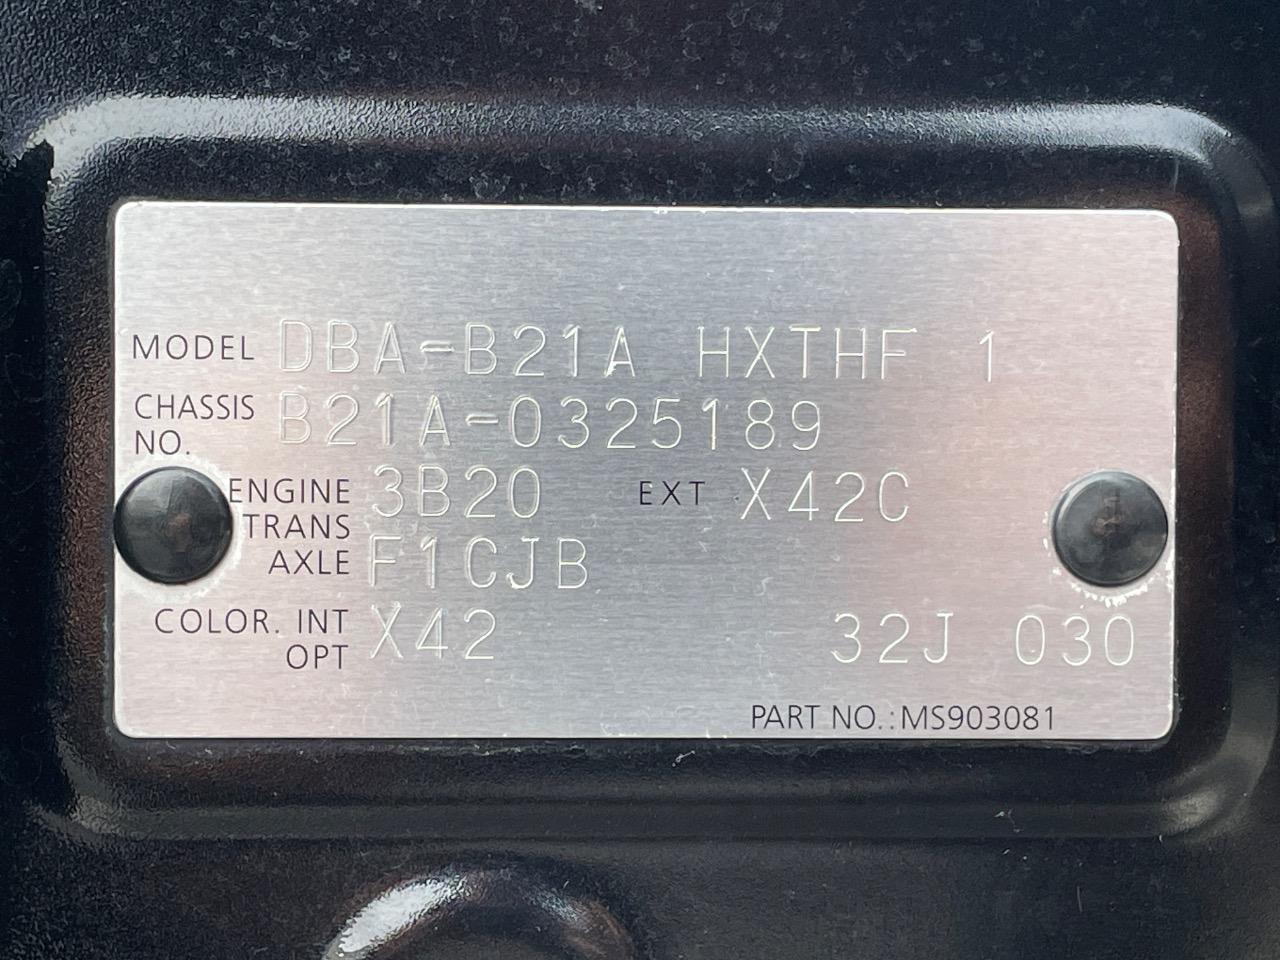 MODEL DBA-B21A HXTHF 1
CHASSIS NO. B21A-0325189
ENGINE 3B20 EXT X42C
TRANS AXLE F1CJB
COLOR. INT OPT X42 32J 030
PART NO.:MS903081